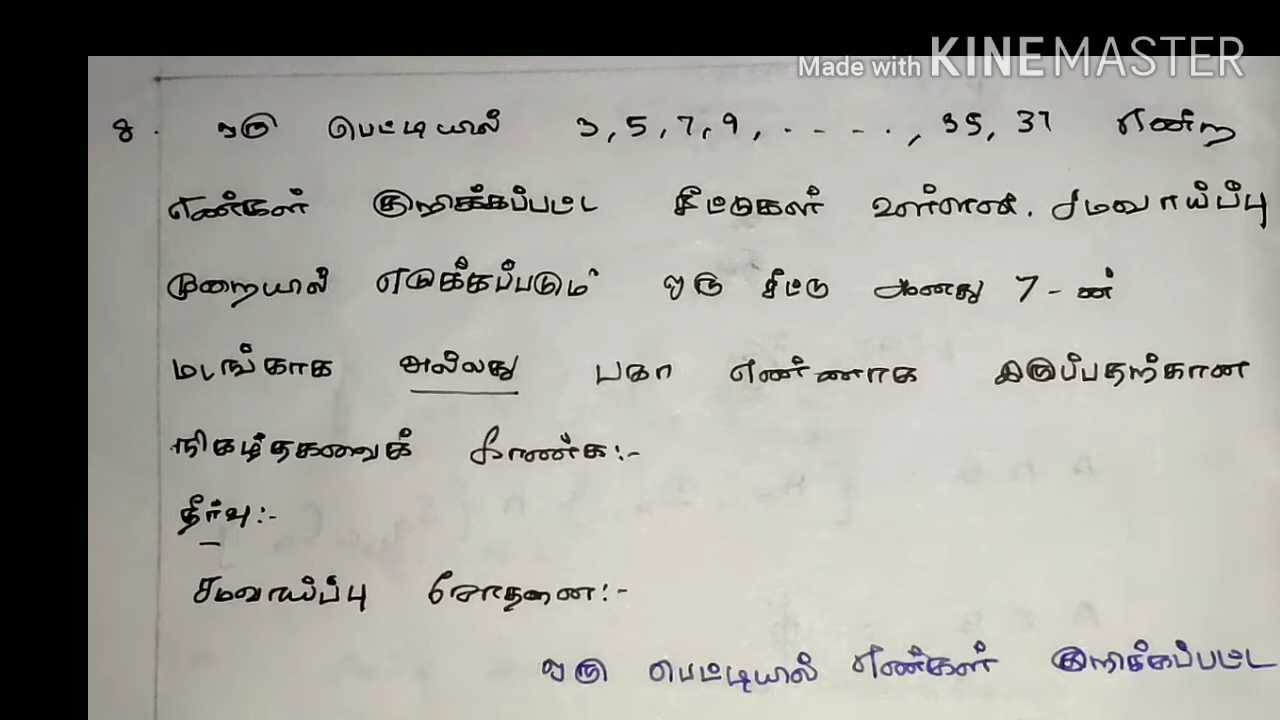 Made with KINEMASTER
8. ஒரு பெட்டியில் 3, 5, 7, 9, . - - - ., 35, 37 என்ற
எண்கள் குறிக்கப்பட்ட சீட்டுகள் உள்ளன. சமவாய்ப்பு
முறையில் எடுக்கப்படும் ஒரு சீட்டு ஆனது 7-ன்
மடங்காக அல்லது பகா எண்ணாக இருப்பதற்கான
நிகழ்தகவைக் காண்க:-
தீர்வு:-
சமவாய்ப்பு சோதனை:-
ஒரு பெட்டியில் எண்கள் குறிக்கப்பட்ட